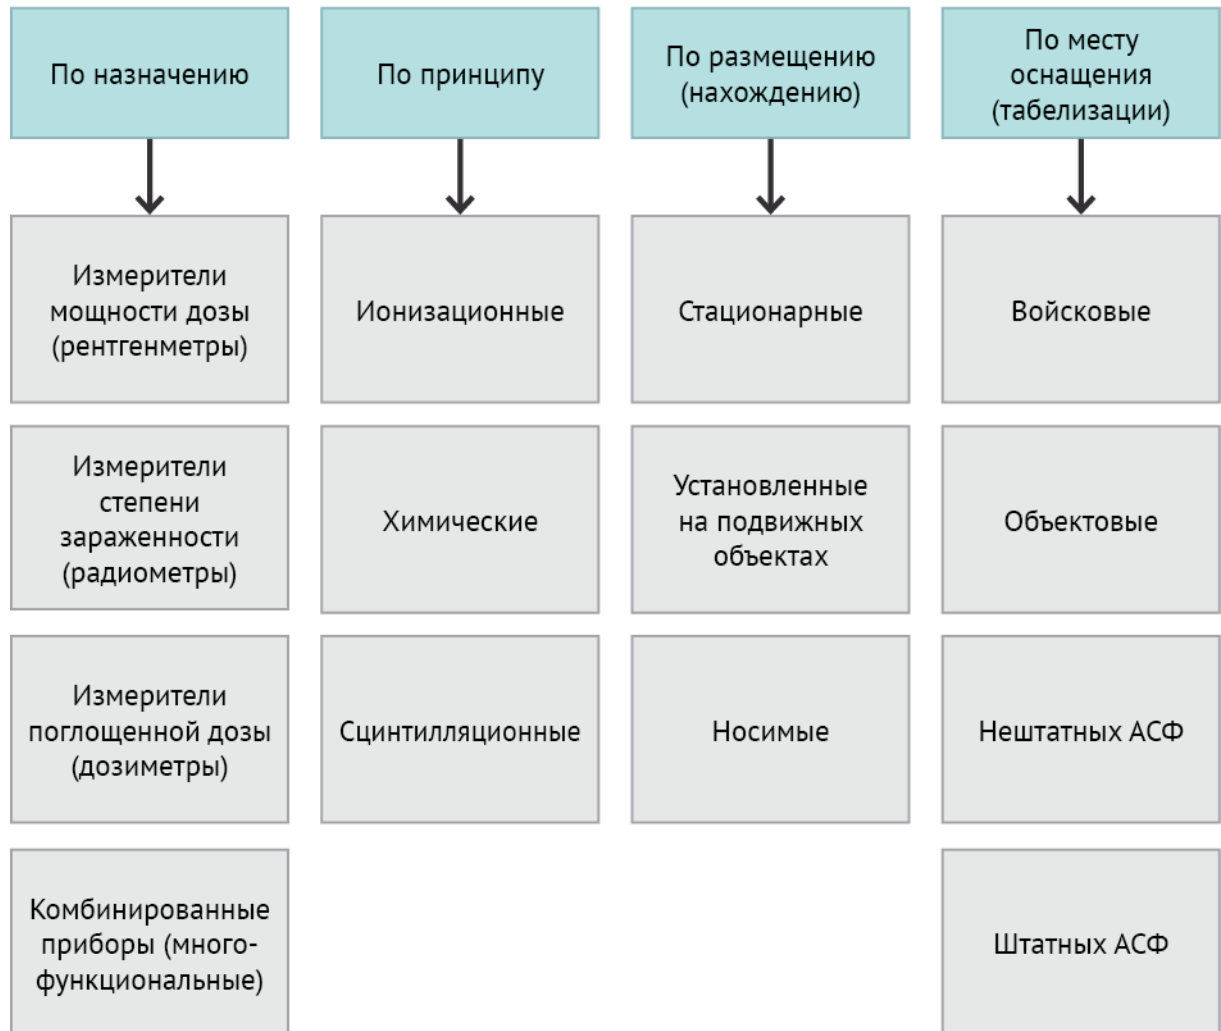 По назначению
По принципу
По размещению
(нахождению)
По месту
оснащения
(табелизации)
Измерители
мощности дозы
(рентгенметры)
Ионизационные
Стационарные
Войсковые
Измерители
степени
зараженности
(радиометры)
Химические
Установленные
на подвижных
объектах
Объектовые
Измерители
поглощенной дозы
(дозиметры)
Сцинтилляционные
Носимые
Нештатных АСФ
Комбинированные
приборы (много-
функциональные)
Штатных АСФ